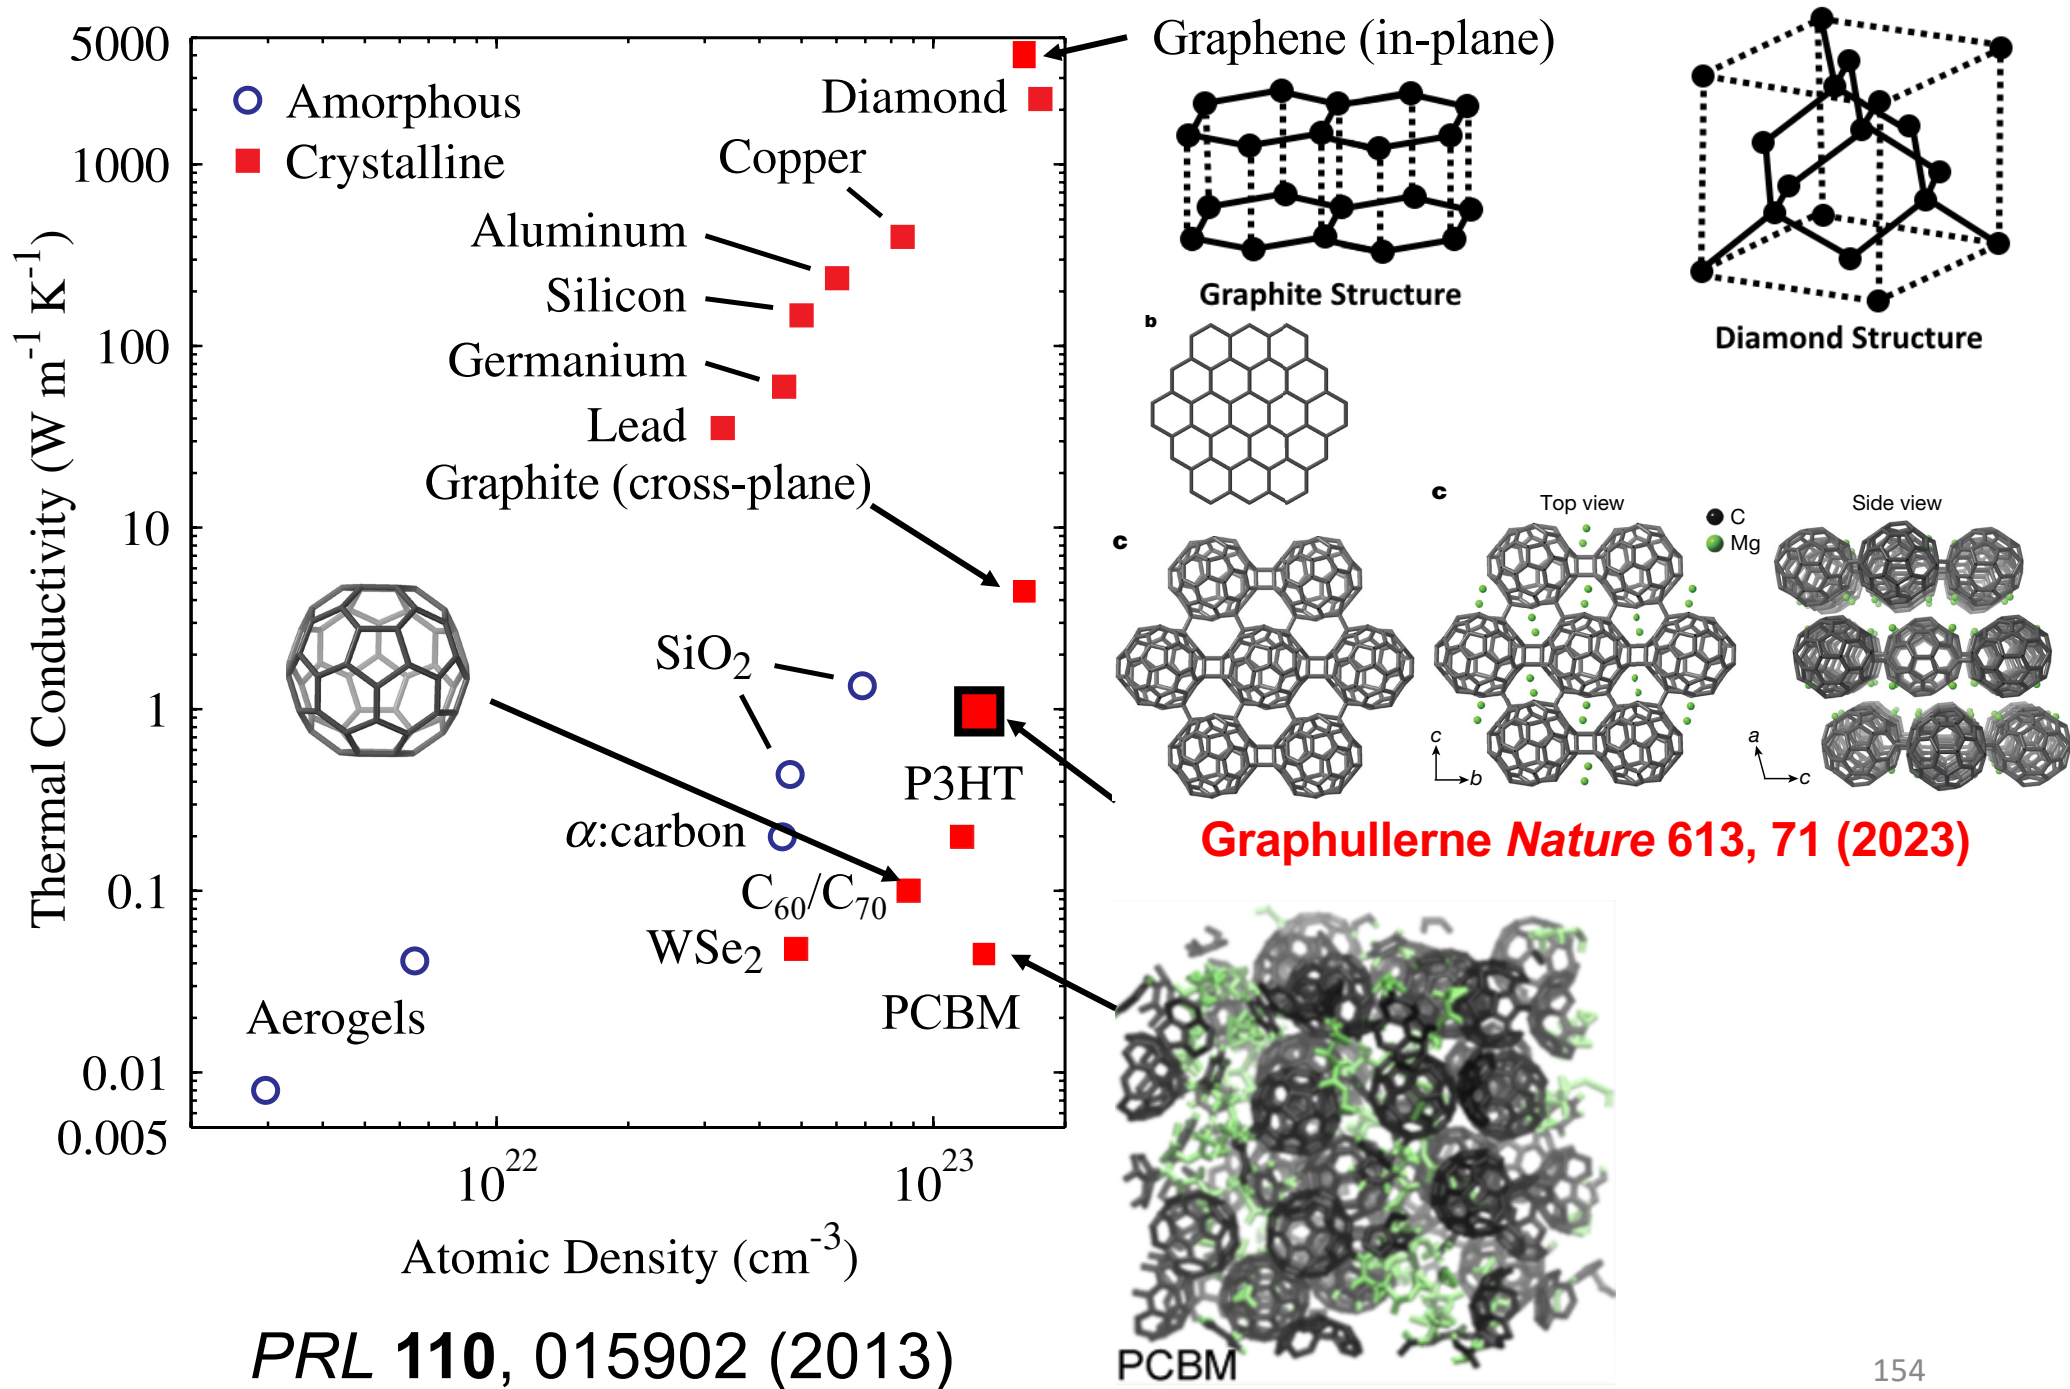 5000
1000
100
10
1
0.1
0.01
0.005
Thermal Conductivity (W m⁻¹ K⁻¹)
Amorphous
Crystalline
Graphene (in-plane)
Diamond
Copper
Aluminum
Silicon
Germanium
Lead
Graphite (cross-plane)
SiO₂
P3HT
α:carbon
C₆₀/C₇₀
WSe₂
PCBM
Aerogels
10²²
10²³
Atomic Density (cm⁻³)
PRL 110, 015902 (2013)
Graphite Structure
Diamond Structure
b
c
c
Top view
C
Mg
Side view
c
b
a
c
Graphullerne Nature 613, 71 (2023)
PCBM
154